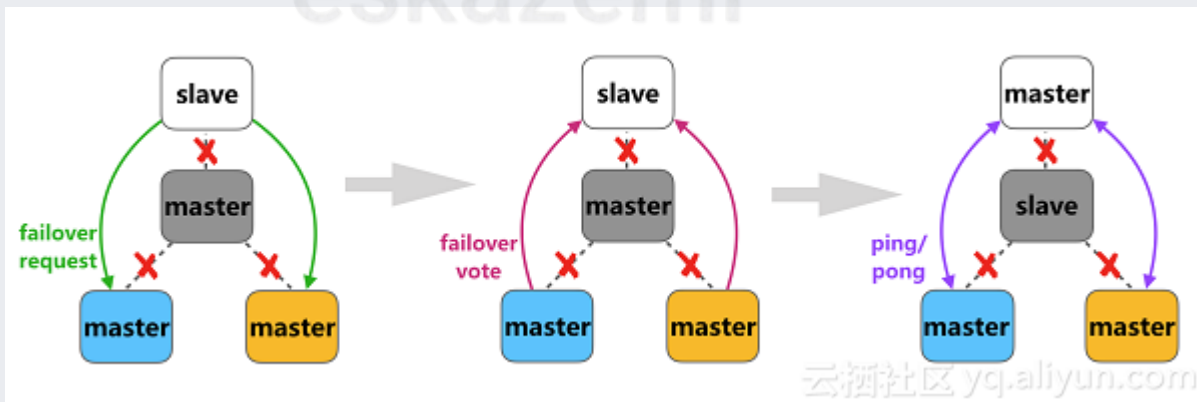 eskazemi
slave
master
failover
request
master
master
slave
master
failover
vote
master
master
master
slave
ping/
pong
master
master
云栖社区 yq.aliyun.com